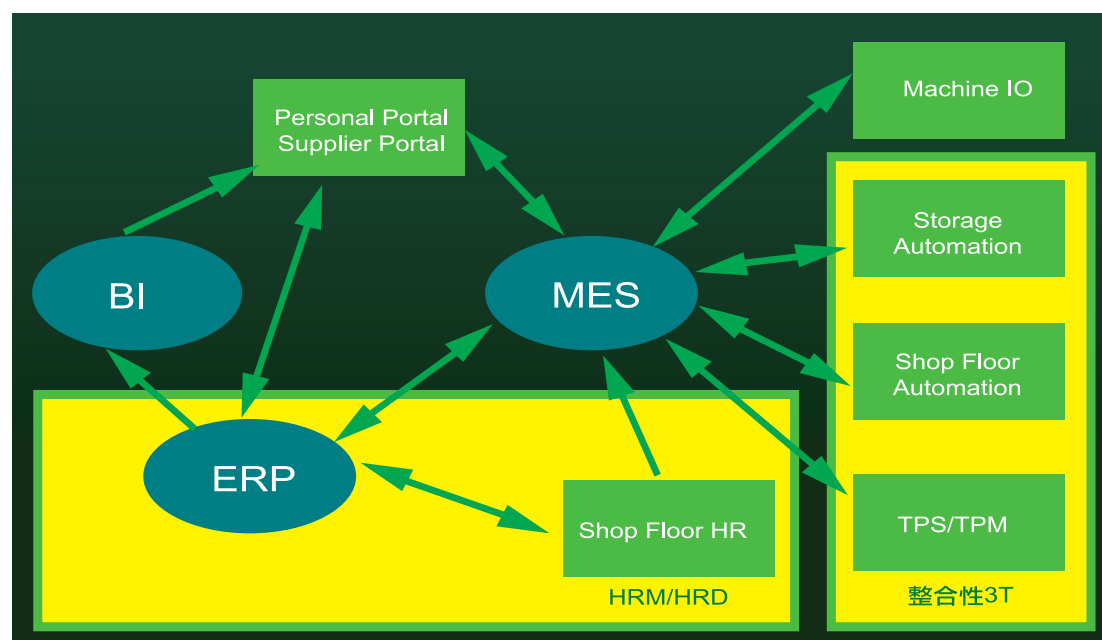 Machine IO
Personal Portal
Supplier Portal
Storage
Automation
BI
MES
Shop Floor
Automation
ERP
Shop Floor HR
TPS/TPM
HRM/HRD
整合性3T